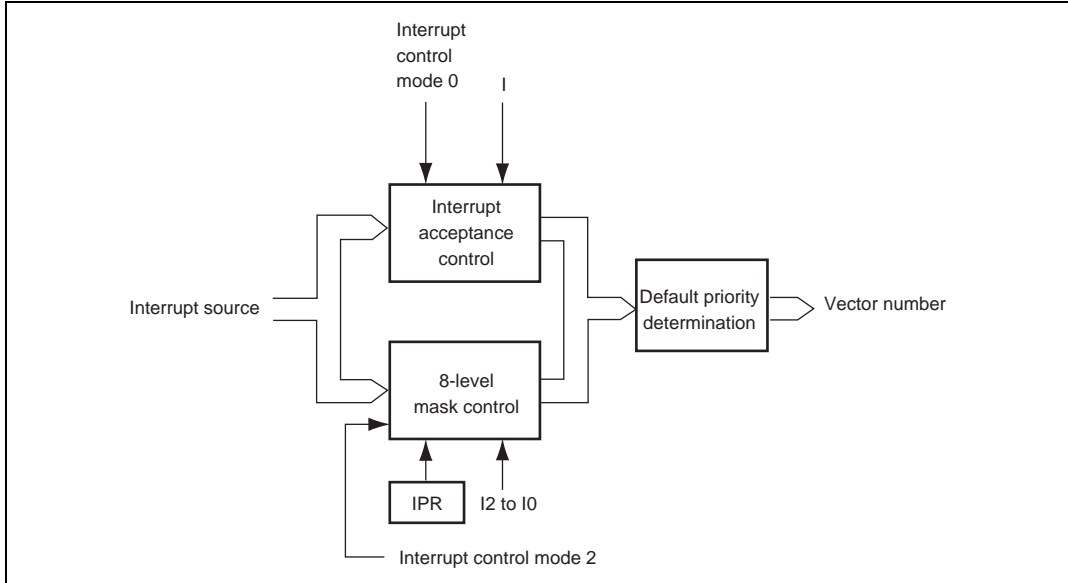 Interrupt
control
mode 0
I
Interrupt
acceptance
control
Interrupt source
Default priority
determination
Vector number
8-level
mask control
IPR
I2 to I0
Interrupt control mode 2